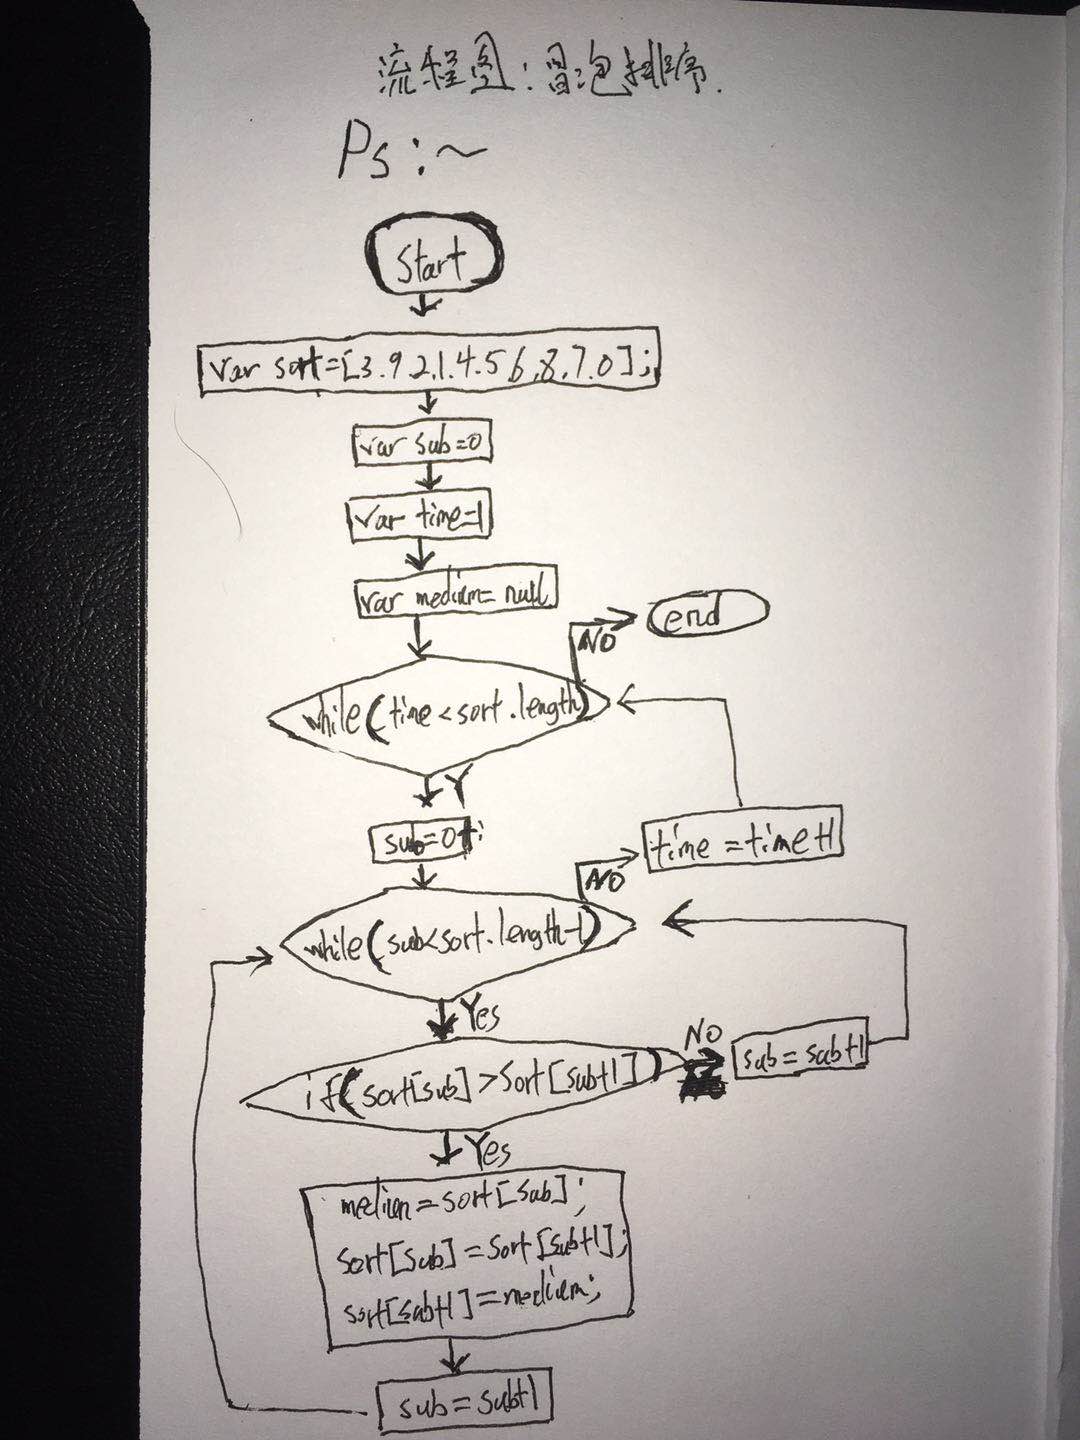 流程图:冒泡排序.
Ps:~
start
var sort=[3.9.2.1.4.5.6.8.7.0];
var sub=0
var time=1
var medium=null
end
NO
while(time<sort.length)
Y
sub=0;
time=time+1
NO
while(sub<sort.length-1)
Yes
NO
sub=sub+1
if(sort[sub]>sort[sub+1])
Yes
medium=sort[sub];
sort[sub]=sort[sub+1];
sort[sub+1]=medium;
sub=sub+1